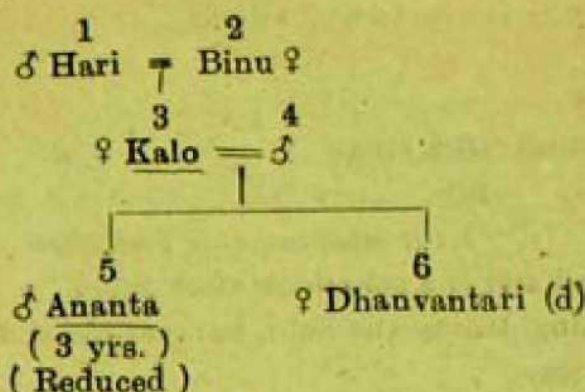 1 2
♂ Hari = Binu ♀
3 4
♀ Kalo = ♂
5 6
♂ Ananta ♀ Dhanvantari (d)
( 3 yrs. )
( Reduced )